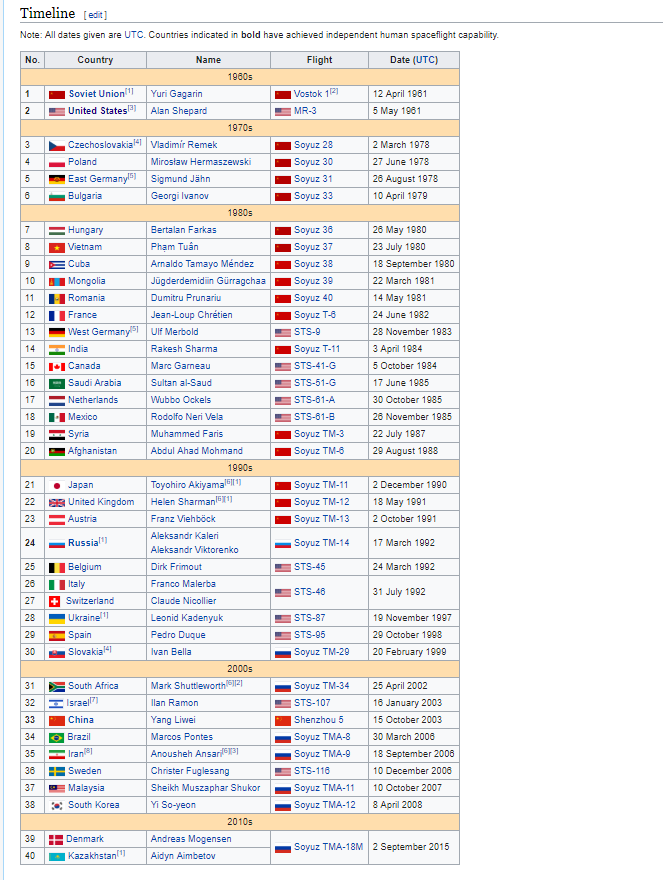 Timeline [ edit ]
Note: All dates given are UTC. Countries indicated in bold have achieved independent human spaceflight capability.
No. Country Name Flight Date (UTC)
1960s
1 Soviet Union[1] Yuri Gagarin Vostok 1[2] 12 April 1961
2 United States[3] Alan Shepard MR-3 5 May 1961
1970s
3 Czechoslovakia[4] Vladimír Remek Soyuz 28 2 March 1978
4 Poland Mirosław Hermaszewski Soyuz 30 27 June 1978
5 East Germany[5] Sigmund Jähn Soyuz 31 26 August 1978
6 Bulgaria Georgi Ivanov Soyuz 33 10 April 1979
1980s
7 Hungary Bertalan Farkas Soyuz 36 26 May 1980
8 Vietnam Phạm Tuân Soyuz 37 23 July 1980
9 Cuba Arnaldo Tamayo Méndez Soyuz 38 18 September 1980
10 Mongolia Jügderdemidiin Gürragchaa Soyuz 39 22 March 1981
11 Romania Dumitru Prunariu Soyuz 40 14 May 1981
12 France Jean-Loup Chrétien Soyuz T-6 24 June 1982
13 West Germany[5] Ulf Merbold STS-9 28 November 1983
14 India Rakesh Sharma Soyuz T-11 3 April 1984
15 Canada Marc Garneau STS-41-G 5 October 1984
16 Saudi Arabia Sultan al-Saud STS-51-G 17 June 1985
17 Netherlands Wubbo Ockels STS-61-A 30 October 1985
18 Mexico Rodolfo Neri Vela STS-61-B 26 November 1985
19 Syria Muhammed Faris Soyuz TM-3 22 July 1987
20 Afghanistan Abdul Ahad Mohmand Soyuz TM-6 29 August 1988
1990s
21 Japan Toyohiro Akiyama[6][1] Soyuz TM-11 2 December 1990
22 United Kingdom Helen Sharman[6][1] Soyuz TM-12 18 May 1991
23 Austria Franz Viehböck Soyuz TM-13 2 October 1991
24 Russia[1] Aleksandr Kaleri
Aleksandr Viktorenko Soyuz TM-14 17 March 1992
25 Belgium Dirk Frimout STS-45 24 March 1992
26 Italy Franco Malerba STS-46 31 July 1992
27 Switzerland Claude Nicollier
28 Ukraine[1] Leonid Kadenyuk STS-87 19 November 1997
29 Spain Pedro Duque STS-95 29 October 1998
30 Slovakia[4] Ivan Bella Soyuz TM-29 20 February 1999
2000s
31 South Africa Mark Shuttleworth[6][2] Soyuz TM-34 25 April 2002
32 Israel[7] Ilan Ramon STS-107 16 January 2003
33 China Yang Liwei Shenzhou 5 15 October 2003
34 Brazil Marcos Pontes Soyuz TMA-8 30 March 2006
35 Iran[8] Anousheh Ansari[6][3] Soyuz TMA-9 18 September 2006
36 Sweden Christer Fuglesang STS-116 10 December 2006
37 Malaysia Sheikh Muszaphar Shukor Soyuz TMA-11 10 October 2007
38 South Korea Yi So-yeon Soyuz TMA-12 8 April 2008
2010s
39 Denmark Andreas Mogensen Soyuz TMA-18M 2 September 2015
40 Kazakhstan[1] Aidyn Aimbetov